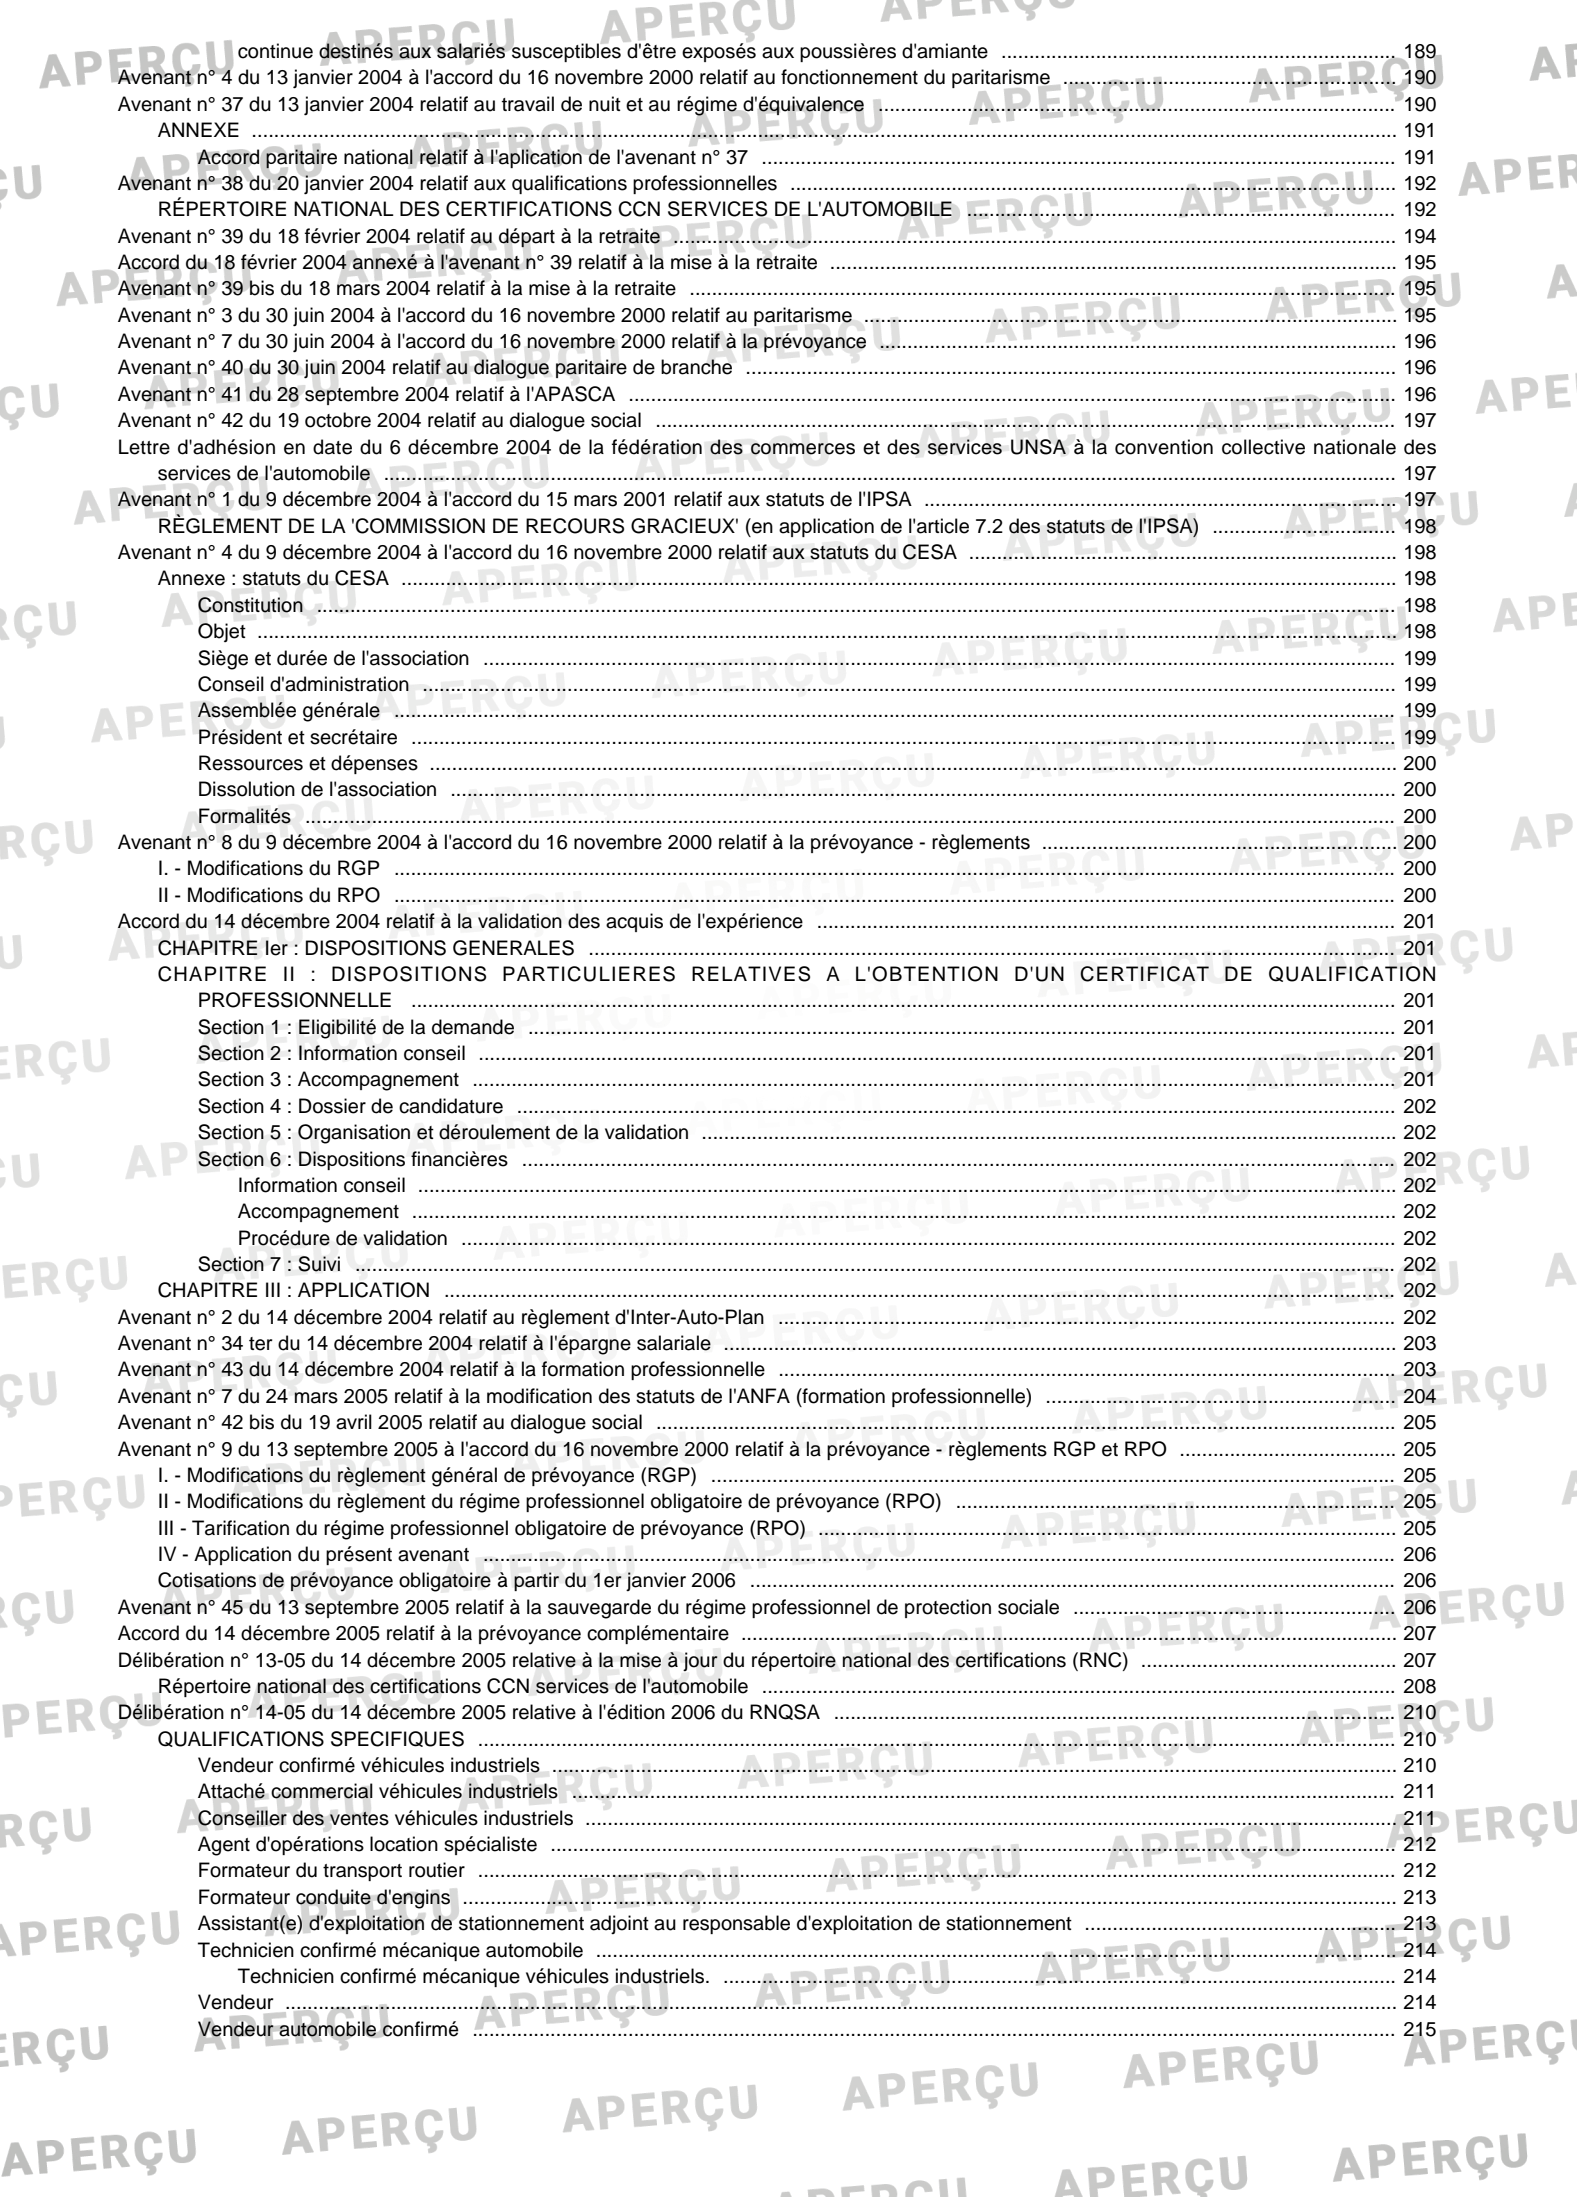 continue destinés aux salariés susceptibles d'être exposés aux poussières d'amiante ........ 189
Avenant n° 4 du 13 janvier 2004 à l'accord du 16 novembre 2000 relatif au fonctionnement du paritarisme ........ 190
Avenant n° 37 du 13 janvier 2004 relatif au travail de nuit et au régime d'équivalence ........ 190
ANNEXE ........ 191
Accord paritaire national relatif à l'aplication de l'avenant n° 37 ........ 191
Avenant n° 38 du 20 janvier 2004 relatif aux qualifications professionnelles ........ 192
RÉPERTOIRE NATIONAL DES CERTIFICATIONS CCN SERVICES DE L'AUTOMOBILE ........ 192
Avenant n° 39 du 18 février 2004 relatif au départ à la retraite ........ 194
Accord du 18 février 2004 annexé à l'avenant n° 39 relatif à la mise à la retraite ........ 195
Avenant n° 39 bis du 18 mars 2004 relatif à la mise à la retraite ........ 195
Avenant n° 3 du 30 juin 2004 à l'accord du 16 novembre 2000 relatif au paritarisme ........ 195
Avenant n° 7 du 30 juin 2004 à l'accord du 16 novembre 2000 relatif à la prévoyance ........ 196
Avenant n° 40 du 30 juin 2004 relatif au dialogue paritaire de branche ........ 196
Avenant n° 41 du 28 septembre 2004 relatif à l'APASCA ........ 196
Avenant n° 42 du 19 octobre 2004 relatif au dialogue social ........ 197
Lettre d'adhésion en date du 6 décembre 2004 de la fédération des commerces et des services UNSA à la convention collective nationale des
services de l'automobile ........ 197
Avenant n° 1 du 9 décembre 2004 à l'accord du 15 mars 2001 relatif aux statuts de l'IPSA ........ 197
RÈGLEMENT DE LA 'COMMISSION DE RECOURS GRACIEUX' (en application de l'article 7.2 des statuts de l'IPSA) ........ 198
Avenant n° 4 du 9 décembre 2004 à l'accord du 16 novembre 2000 relatif aux statuts du CESA ........ 198
Annexe : statuts du CESA ........ 198
Constitution ........ 198
Objet ........ 198
Siège et durée de l'association ........ 199
Conseil d'administration ........ 199
Assemblée générale ........ 199
Président et secrétaire ........ 199
Ressources et dépenses ........ 200
Dissolution de l'association ........ 200
Formalités ........ 200
Avenant n° 8 du 9 décembre 2004 à l'accord du 16 novembre 2000 relatif à la prévoyance - règlements ........ 200
I. - Modifications du RGP ........ 200
II - Modifications du RPO ........ 200
Accord du 14 décembre 2004 relatif à la validation des acquis de l'expérience ........ 201
CHAPITRE Ier : DISPOSITIONS GENERALES ........ 201
CHAPITRE II : DISPOSITIONS PARTICULIERES RELATIVES A L'OBTENTION D'UN CERTIFICAT DE QUALIFICATION
PROFESSIONNELLE ........ 201
Section 1 : Eligibilité de la demande ........ 201
Section 2 : Information conseil ........ 201
Section 3 : Accompagnement ........ 201
Section 4 : Dossier de candidature ........ 202
Section 5 : Organisation et déroulement de la validation ........ 202
Section 6 : Dispositions financières ........ 202
Information conseil ........ 202
Accompagnement ........ 202
Procédure de validation ........ 202
Section 7 : Suivi ........ 202
CHAPITRE III : APPLICATION ........ 202
Avenant n° 2 du 14 décembre 2004 relatif au règlement d'Inter-Auto-Plan ........ 202
Avenant n° 34 ter du 14 décembre 2004 relatif à l'épargne salariale ........ 203
Avenant n° 43 du 14 décembre 2004 relatif à la formation professionnelle ........ 203
Avenant n° 7 du 24 mars 2005 relatif à la modification des statuts de l'ANFA (formation professionnelle) ........ 204
Avenant n° 42 bis du 19 avril 2005 relatif au dialogue social ........ 205
Avenant n° 9 du 13 septembre 2005 à l'accord du 16 novembre 2000 relatif à la prévoyance - règlements RGP et RPO ........ 205
I. - Modifications du règlement général de prévoyance (RGP) ........ 205
II - Modifications du règlement du régime professionnel obligatoire de prévoyance (RPO) ........ 205
III - Tarification du régime professionnel obligatoire de prévoyance (RPO) ........ 205
IV - Application du présent avenant ........ 206
Cotisations de prévoyance obligatoire à partir du 1er janvier 2006 ........ 206
Avenant n° 45 du 13 septembre 2005 relatif à la sauvegarde du régime professionnel de protection sociale ........ 206
Accord du 14 décembre 2005 relatif à la prévoyance complémentaire ........ 207
Délibération n° 13-05 du 14 décembre 2005 relative à la mise à jour du répertoire national des certifications (RNC) ........ 207
Répertoire national des certifications CCN services de l'automobile ........ 208
Délibération n° 14-05 du 14 décembre 2005 relative à l'édition 2006 du RNQSA ........ 210
QUALIFICATIONS SPECIFIQUES ........ 210
Vendeur confirmé véhicules industriels ........ 210
Attaché commercial véhicules industriels ........ 211
Conseiller des ventes véhicules industriels ........ 211
Agent d'opérations location spécialiste ........ 212
Formateur du transport routier ........ 212
Formateur conduite d'engins ........ 213
Assistant(e) d'exploitation de stationnement adjoint au responsable d'exploitation de stationnement ........ 213
Technicien confirmé mécanique automobile ........ 214
Technicien confirmé mécanique véhicules industriels. ........ 214
Vendeur ........ 214
Vendeur automobile confirmé ........ 215
APERÇU